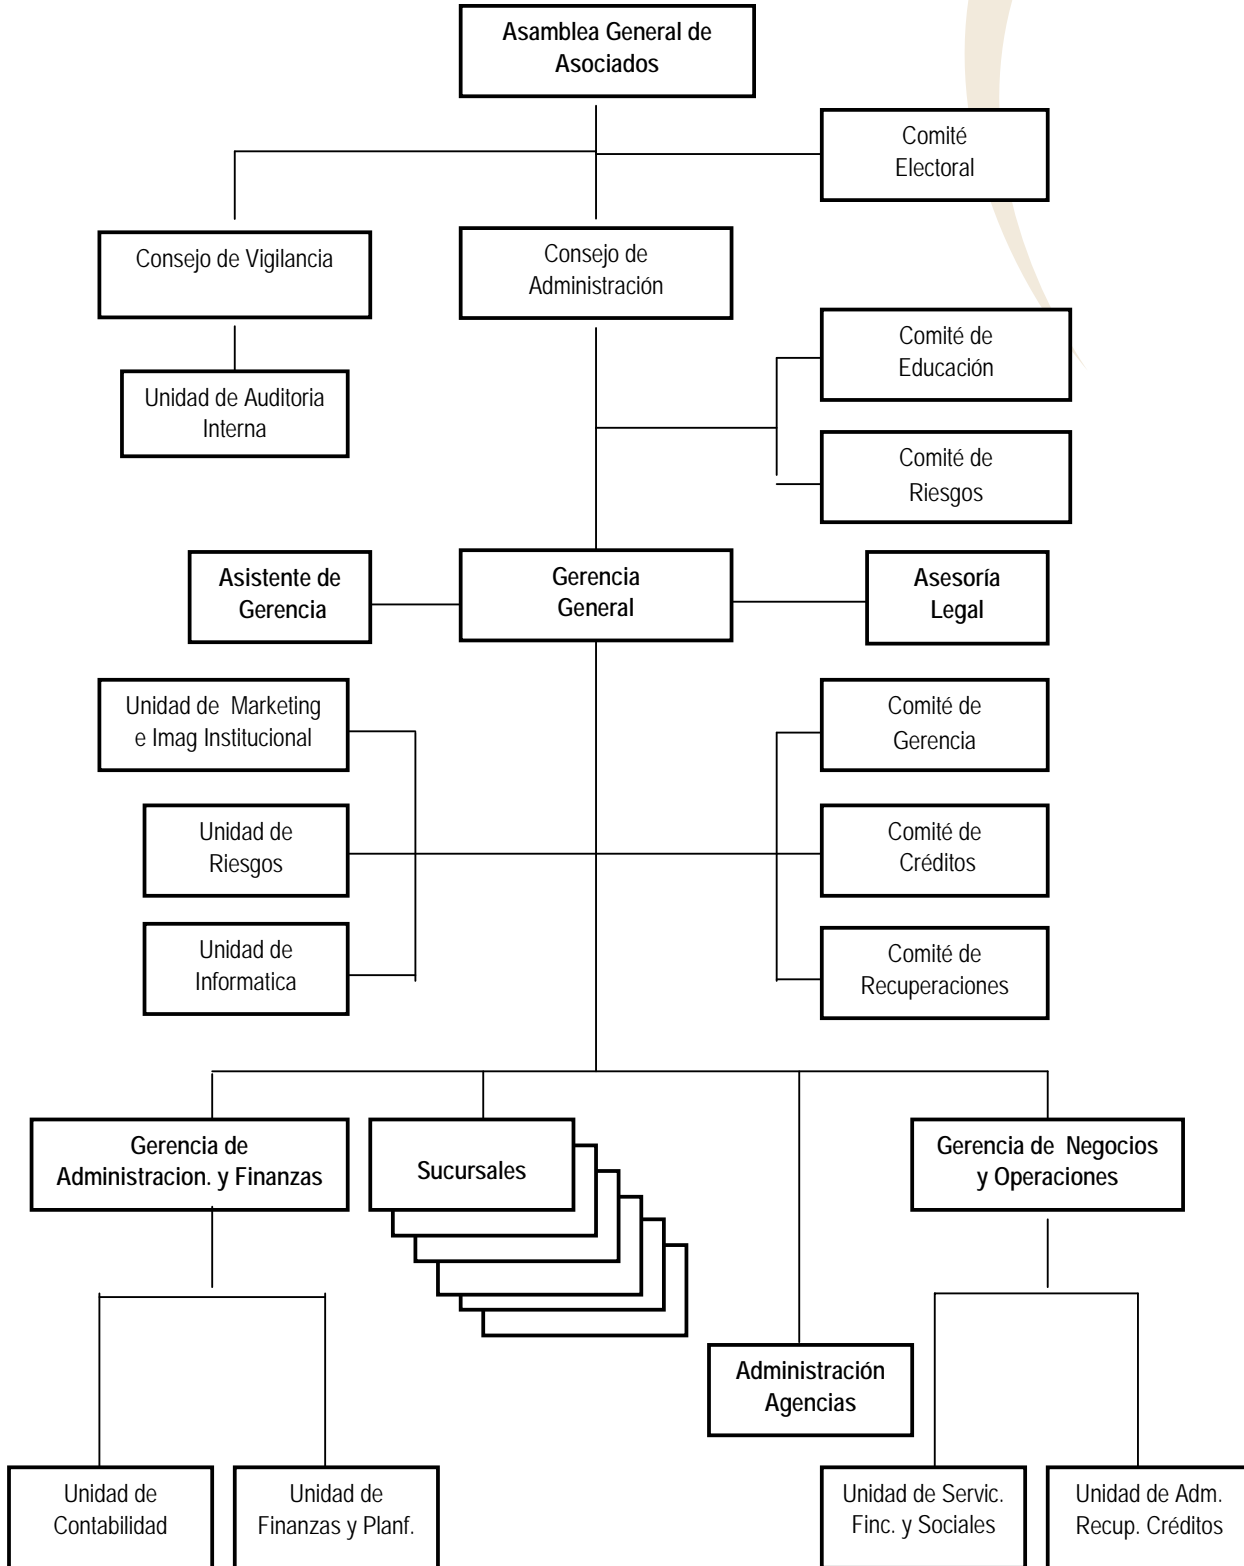 Asamblea General de
Asociados
Comité
Electoral
Consejo de Vigilancia
Consejo de
Administración
Comité de
Educación
Unidad de Auditoria
Interna
Comité de
Riesgos
Asistente de
Gerencia
Gerencia
General
Asesoría
Legal
Unidad de Marketing
e Imag Institucional
Comité de
Gerencia
Unidad de
Riesgos
Comité de
Créditos
Unidad de
Informatica
Comité de
Recuperaciones
Gerencia de
Administracion. y Finanzas
Sucursales
Gerencia de Negocios
y Operaciones
Administración
Agencias
Unidad de
Contabilidad
Unidad de
Finanzas y Planf.
Unidad de Servic.
Finc. y Sociales
Unidad de Adm.
Recup. Créditos